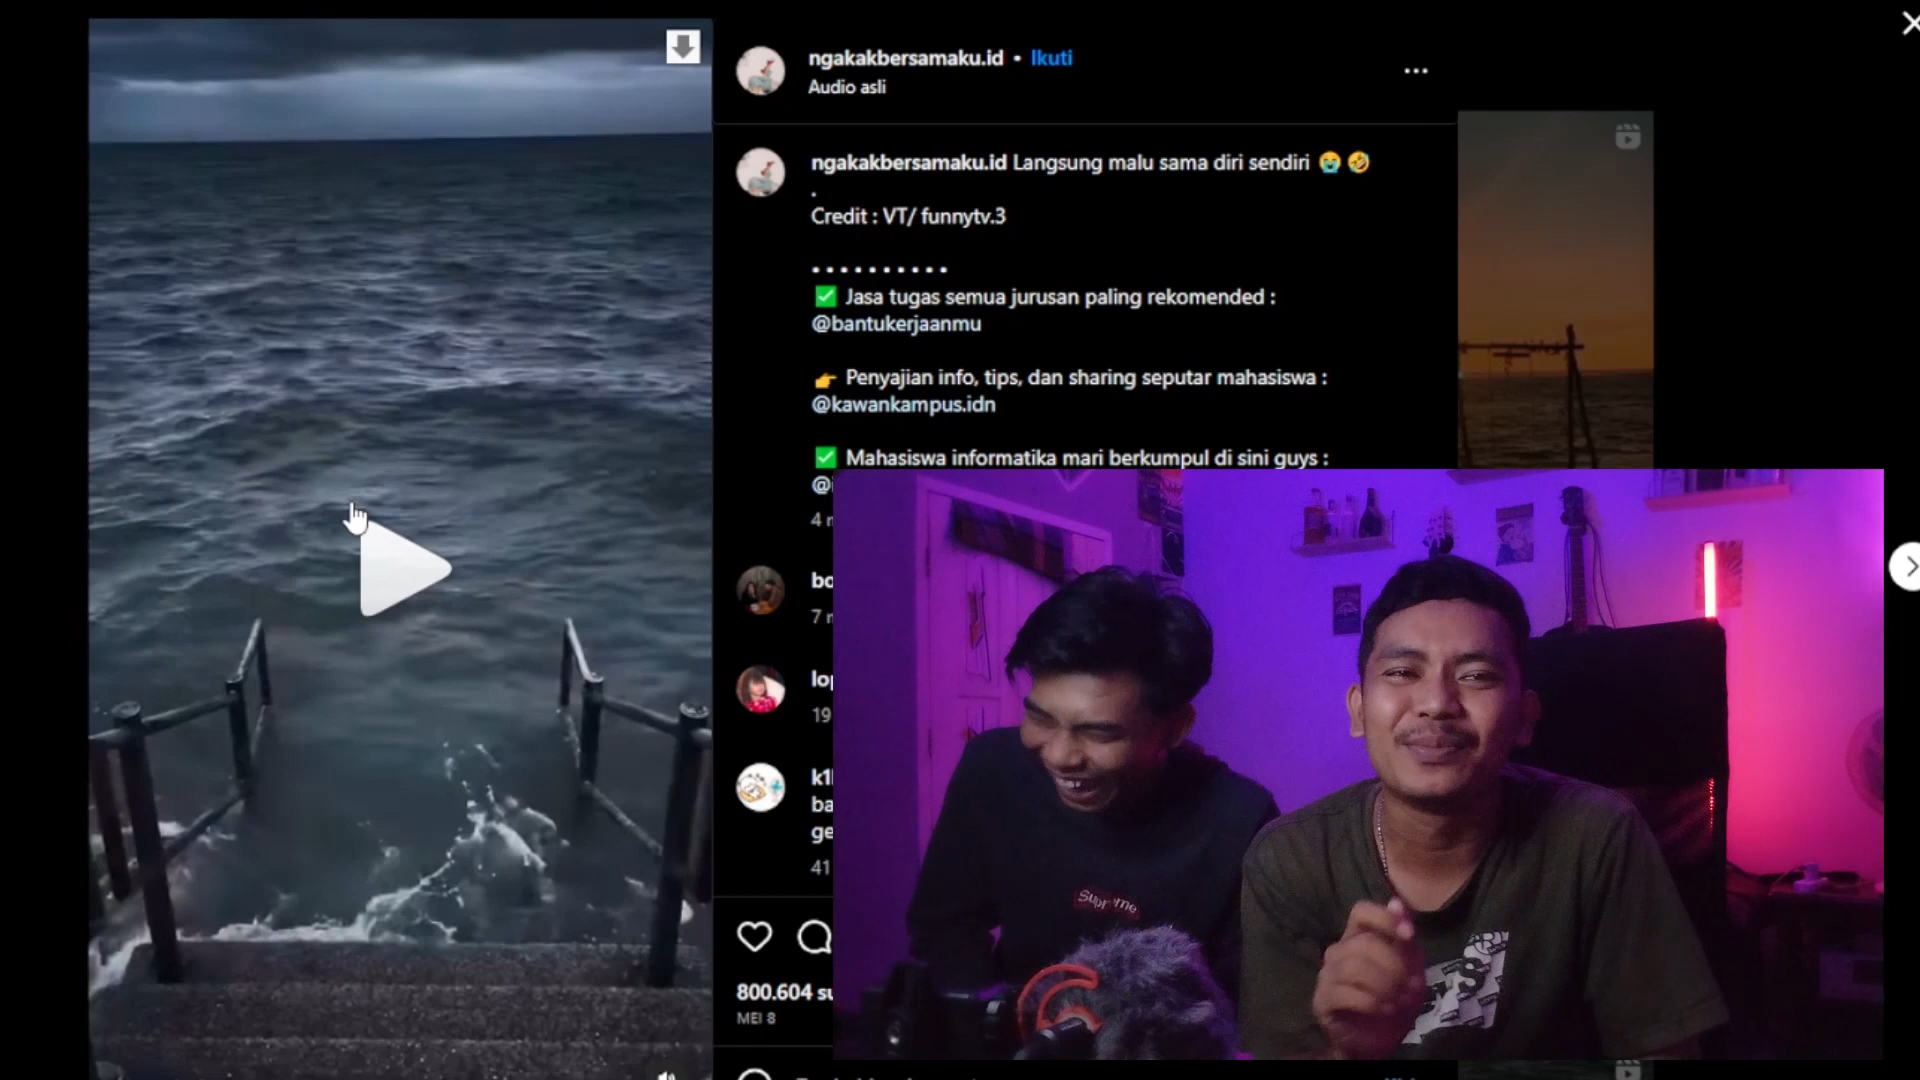 ngakakbersamaku.id • Ikuti
Audio asli
ngakakbersamaku.id Langsung malu sama diri sendiri 😭 🤣
.
Credit : VT/ funnytv.3
..........
✅ Jasa tugas semua jurusan paling rekomended :
@bantukerjaanmu
👉 Penyajian info, tips, dan sharing seputar mahasiswa :
@kawankampus.idn
✅ Mahasiswa informatika mari berkumpul di sini guys :
800.604
MEI 8
Supreme